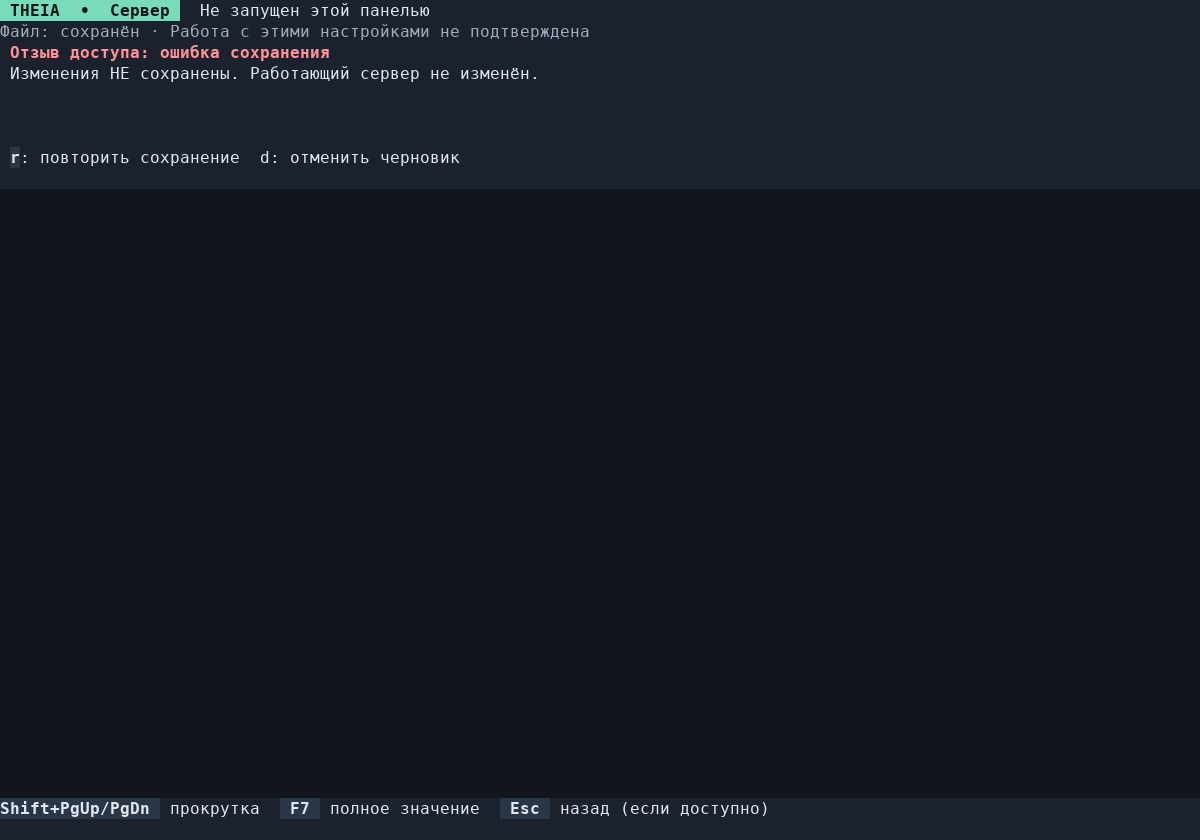 THEIA • Сервер Не запущен этой панелью
Файл: сохранён · Работа с этими настройками не подтверждена
Отзыв доступа: ошибка сохранения
Изменения НЕ сохранены. Работающий сервер не изменён.
r: повторить сохранение d: отменить черновик
Shift+PgUp/PgDn прокрутка F7 полное значение Esc назад (если доступно)